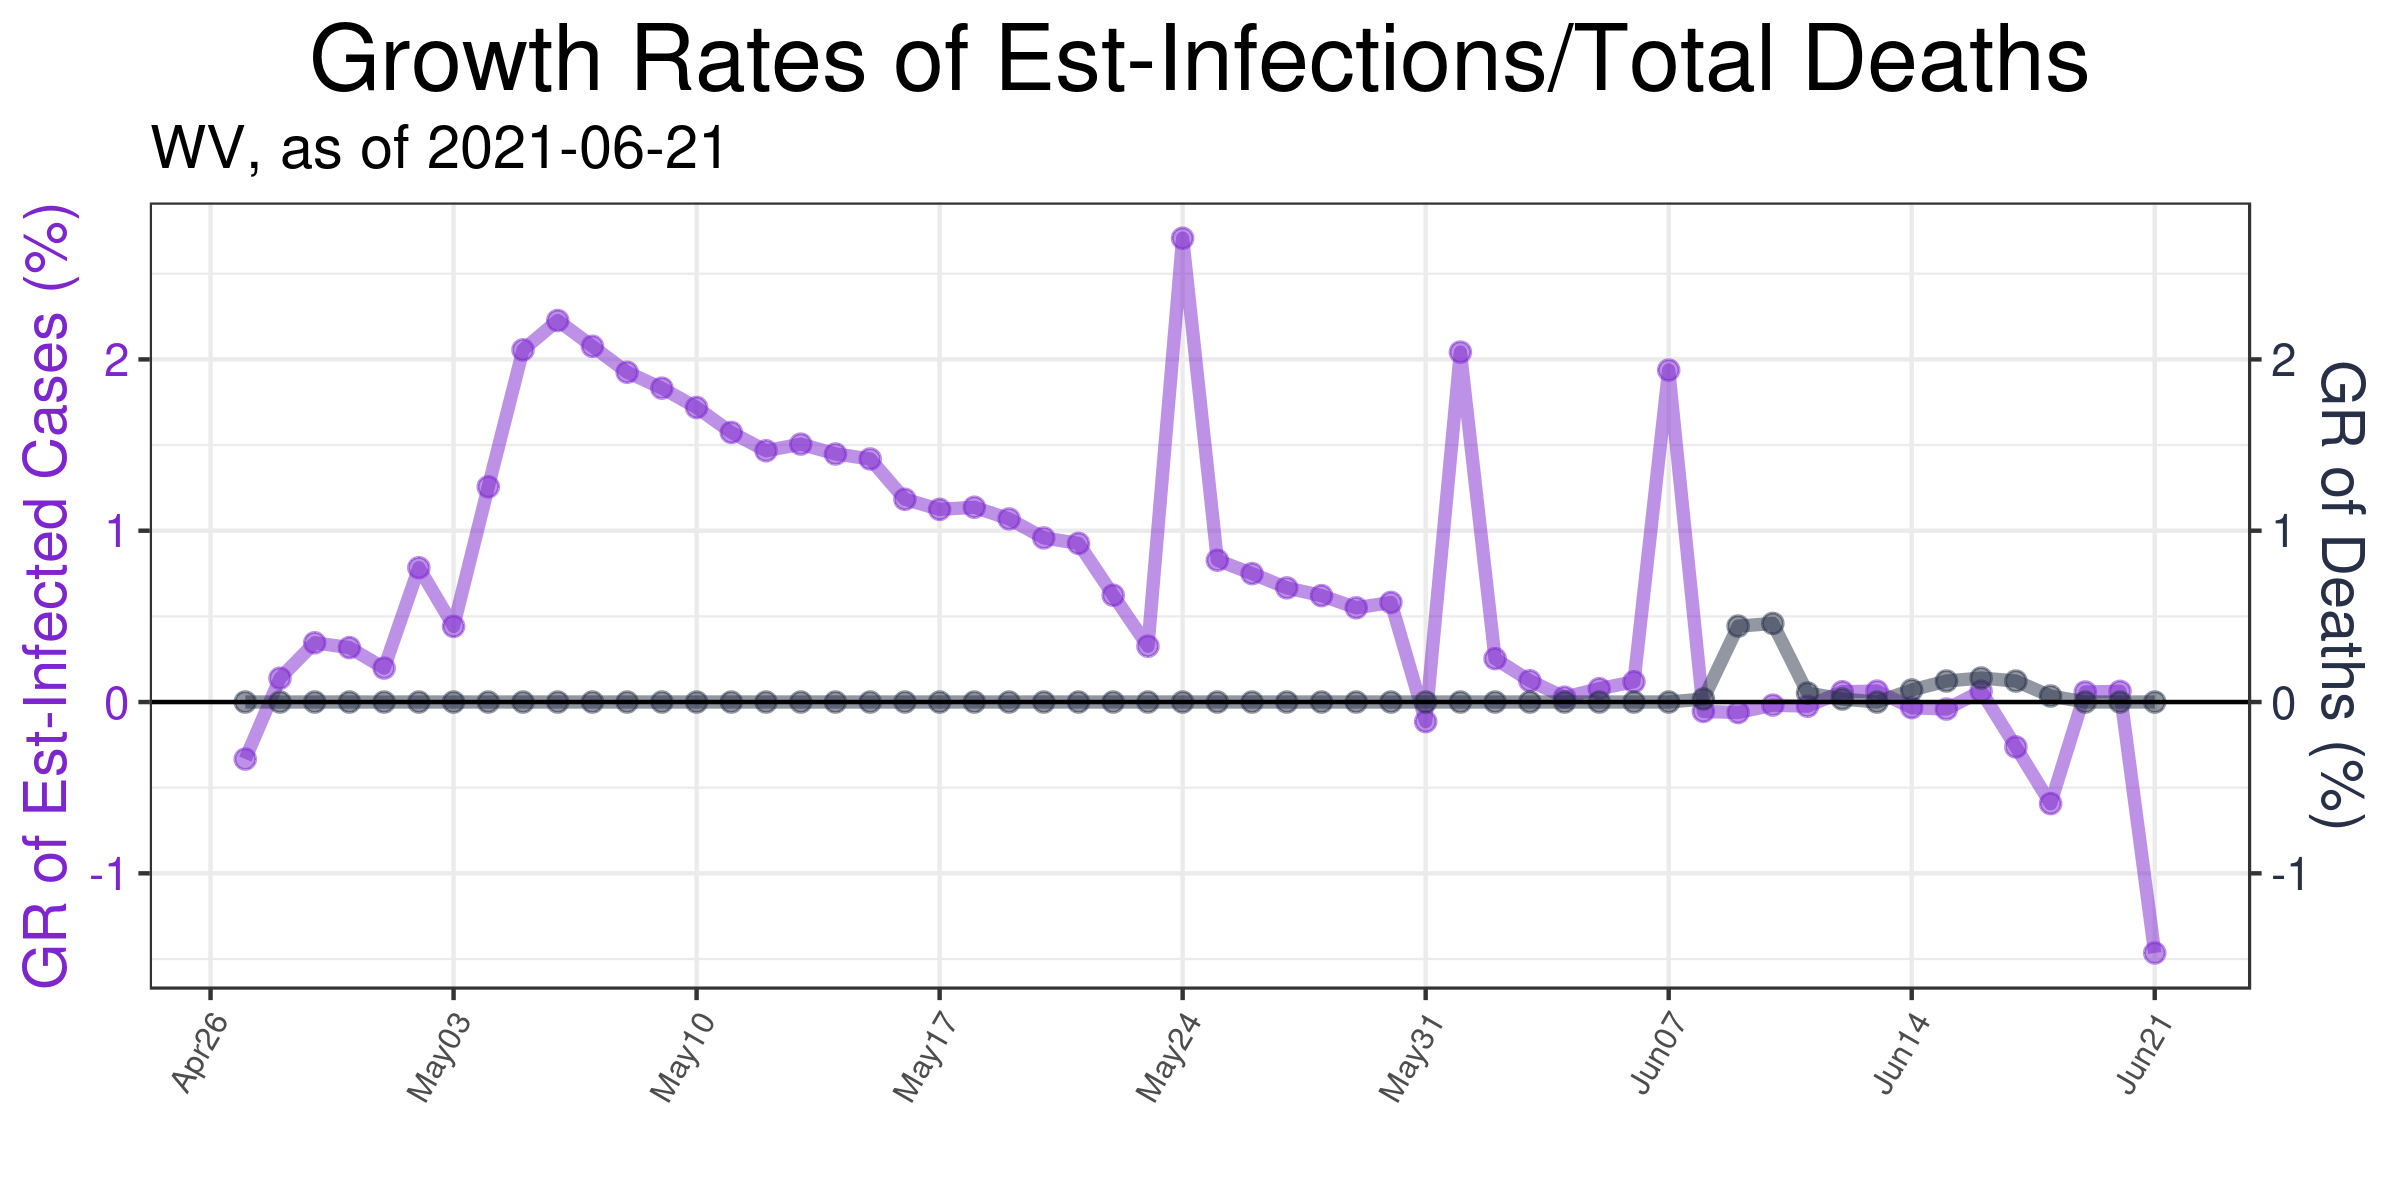 Growth Rates of Est-Infections/Total Deaths
WV, as of 2021-06-21
GR of Est-Infected Cases (%)
2
1
0
-1
2
1
0
-1
GR of Deaths (%)
Apr26
May03
May10
May17
May24
May31
Jun07
Jun14
Jun21